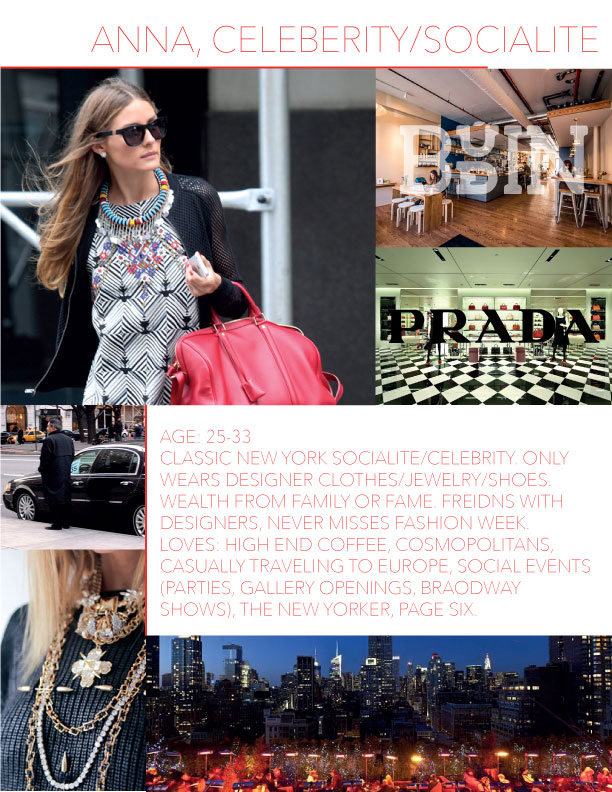 ANNA, CELEBERITY/SOCIALITE
PRADA
AGE: 25-33
CLASSIC NEW YORK SOCIALITE/CELEBRITY. ONLY
WEARS DESIGNER CLOTHES/JEWELRY/SHOES.
WEALTH FROM FAMILY OR FAME. FREIDNS WITH
DESIGNERS, NEVER MISSES FASHION WEEK.
LOVES: HIGH END COFFEE, COSMOPOLITANS,
CASUALLY TRAVELING TO EUROPE, SOCIAL EVENTS
(PARTIES, GALLERY OPENINGS, BRAODWAY
SHOWS), THE NEW YORKER, PAGE SIX.